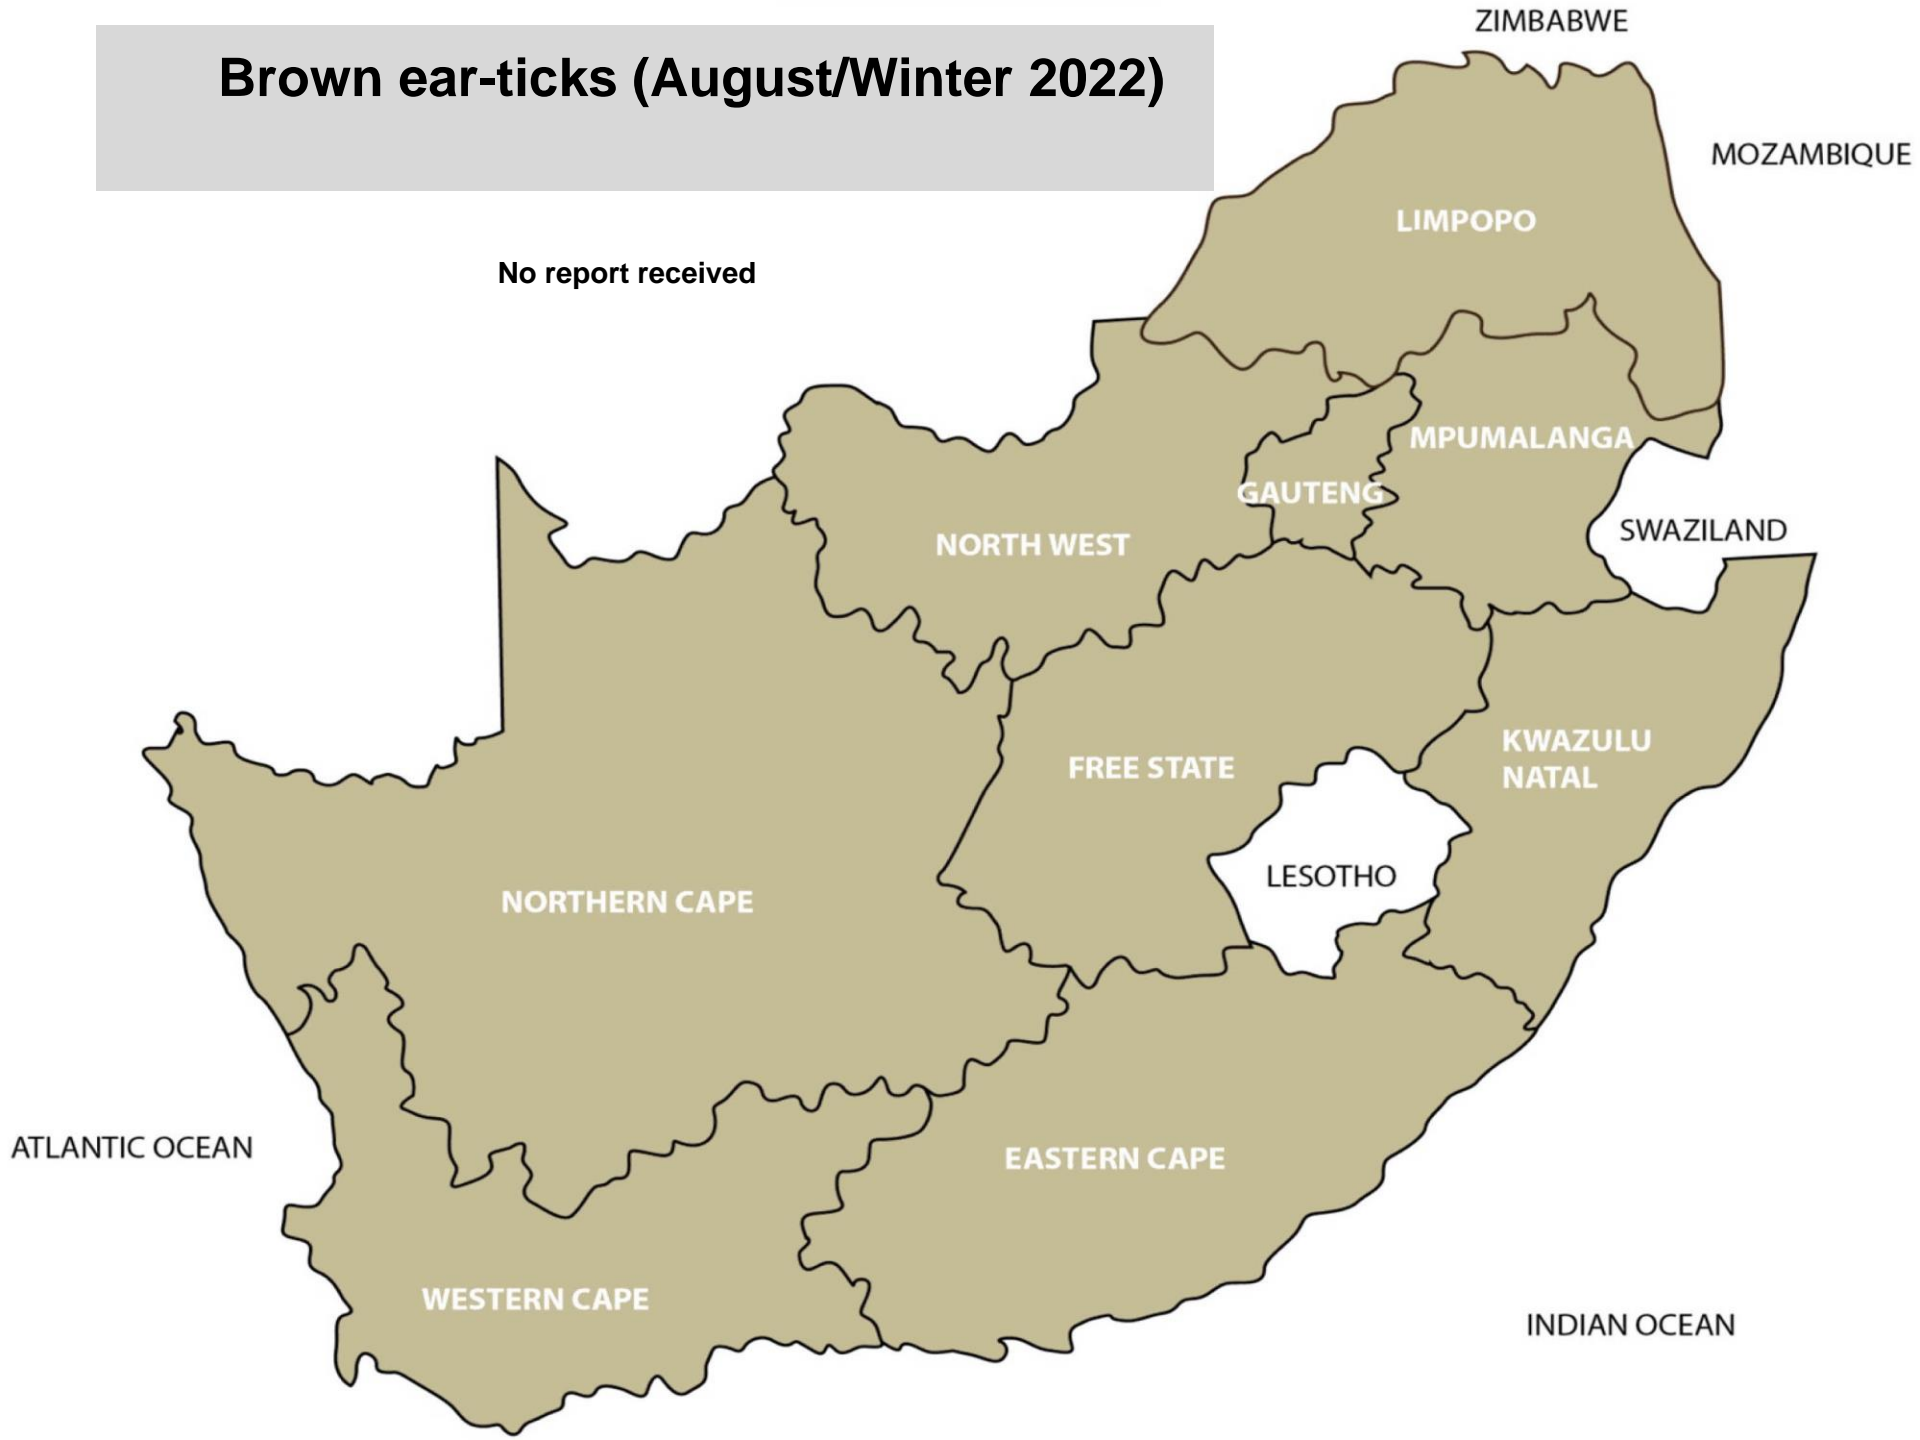 ZIMBABWE
Brown ear-ticks (August/Winter 2022)
MOZAMBIQUE
LIMPOPO
No report received
MPUMALANGA
GAUTENG
SWAZILAND
NORTH WEST
KWAZULU
NATAL
FREE STATE
LESOTHO
NORTHERN CAPE
ATLANTIC OCEAN
EASTERN CAPE
WESTERN CAPE
INDIAN OCEAN